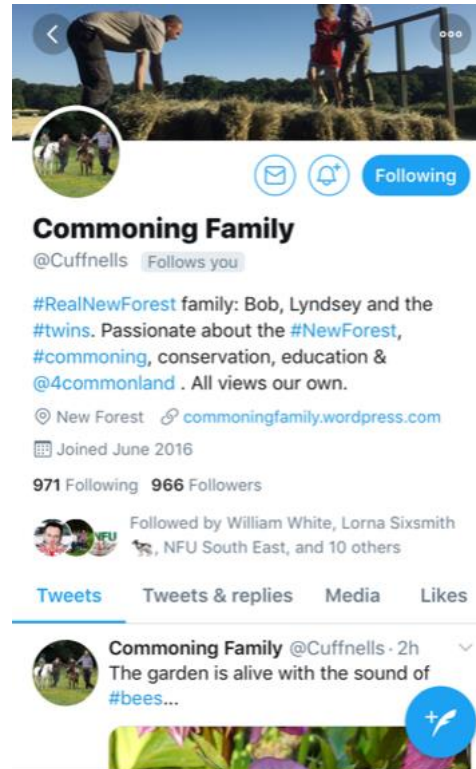 Following
Commoning Family
@Cuffnells Follows you
#RealNewForest family: Bob, Lyndsey and the
#twins. Passionate about the #NewForest,
#commoning, conservation, education &
@4commonland . All views our own.
New Forest commoningfamily.wordpress.com
Joined June 2016
971 Following 966 Followers
NFU
Followed by William White, Lorna Sixsmith
🐕, NFU South East, and 10 others
Tweets Tweets & replies Media Likes
Commoning Family @Cuffnells · 2h
The garden is alive with the sound of
#bees...